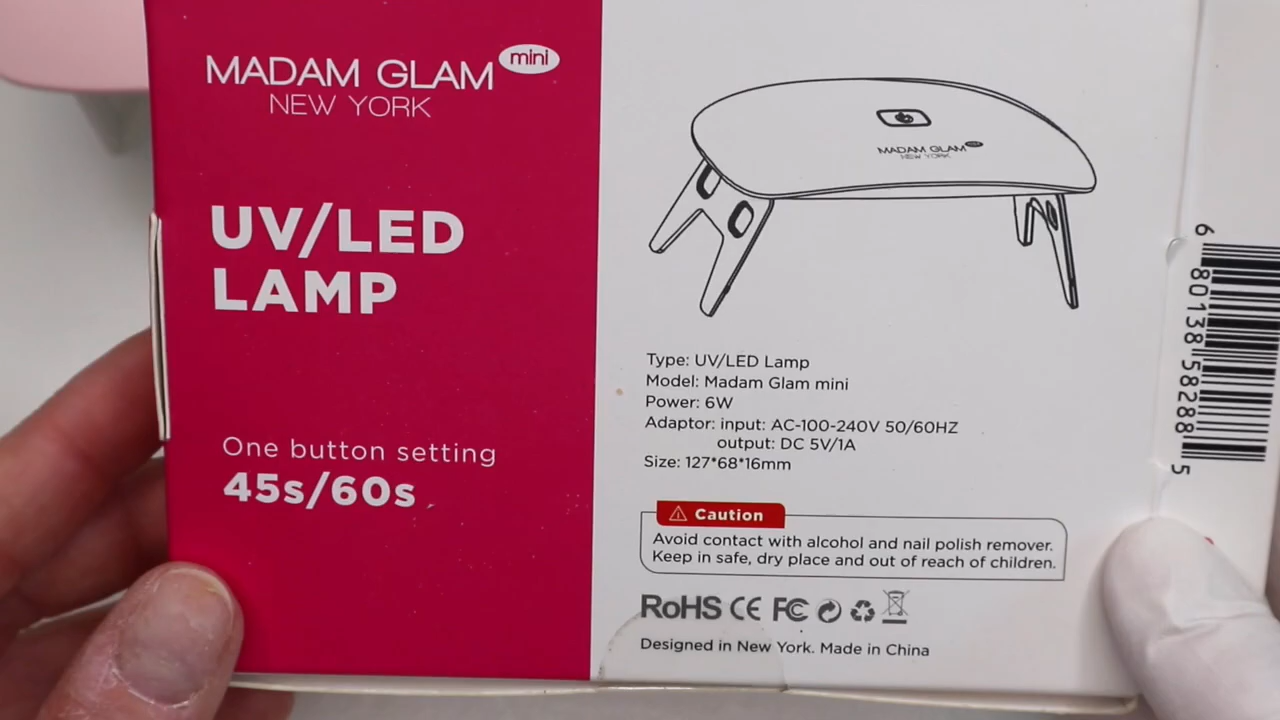 MADAM GLAM mini
NEW YORK
UV/LED
LAMP
One button setting
45s/60s
MADAM GLAM mini
NEW YORK
Type: UV/LED Lamp
Model: Madam Glam mini
Power: 6W
Adaptor: input: AC-100-240V 50/60HZ
output: DC 5V/1A
Size: 127*68*16mm
Caution
Avoid contact with alcohol and nail polish remover.
Keep in safe, dry place and out of reach of children.
RoHS CE FC
Designed in New York. Made in China
6 80138 58288 5